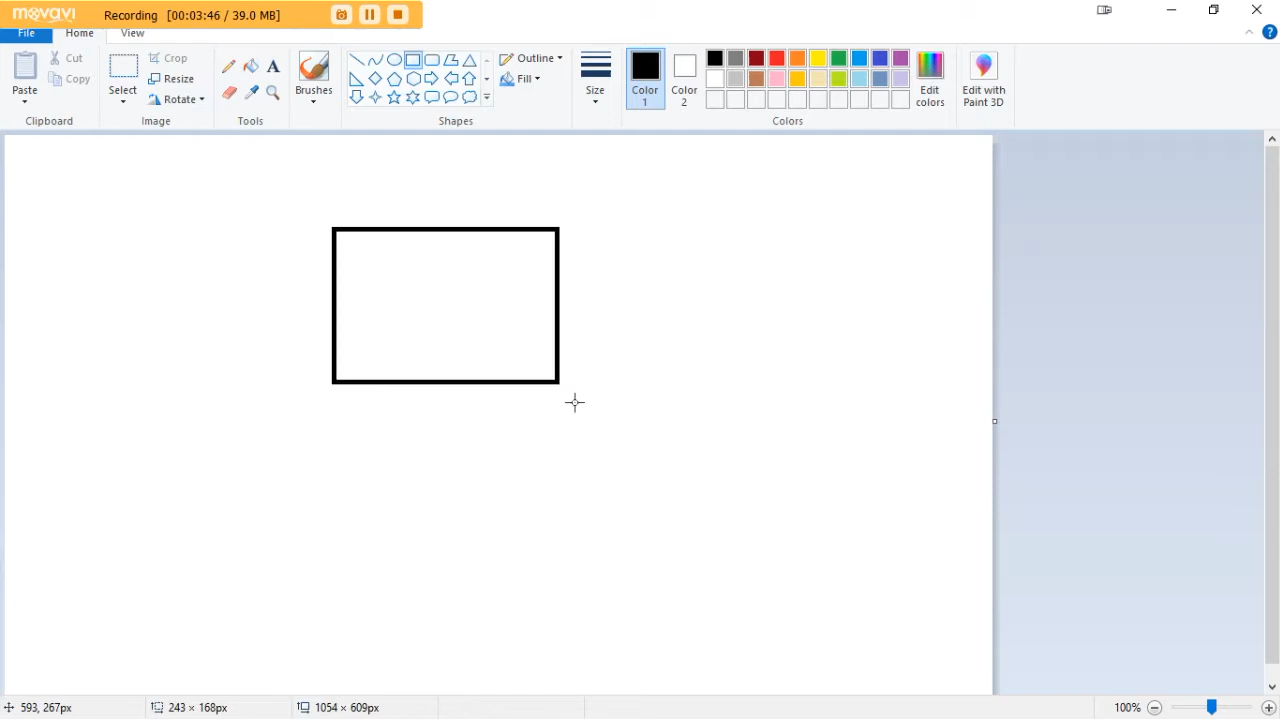 movavi Recording [00:03:46 / 39.0 MB]
File Home View
Paste
Cut
Copy
Clipboard
Select
Crop
Resize
Rotate
Image
A
Tools
Brushes
Outline
Fill
Shapes
Size
Color 1
Color 2
Edit colors
Edit with Paint 3D
Colors
593, 267px 243 × 168px 1054 × 609px 100%